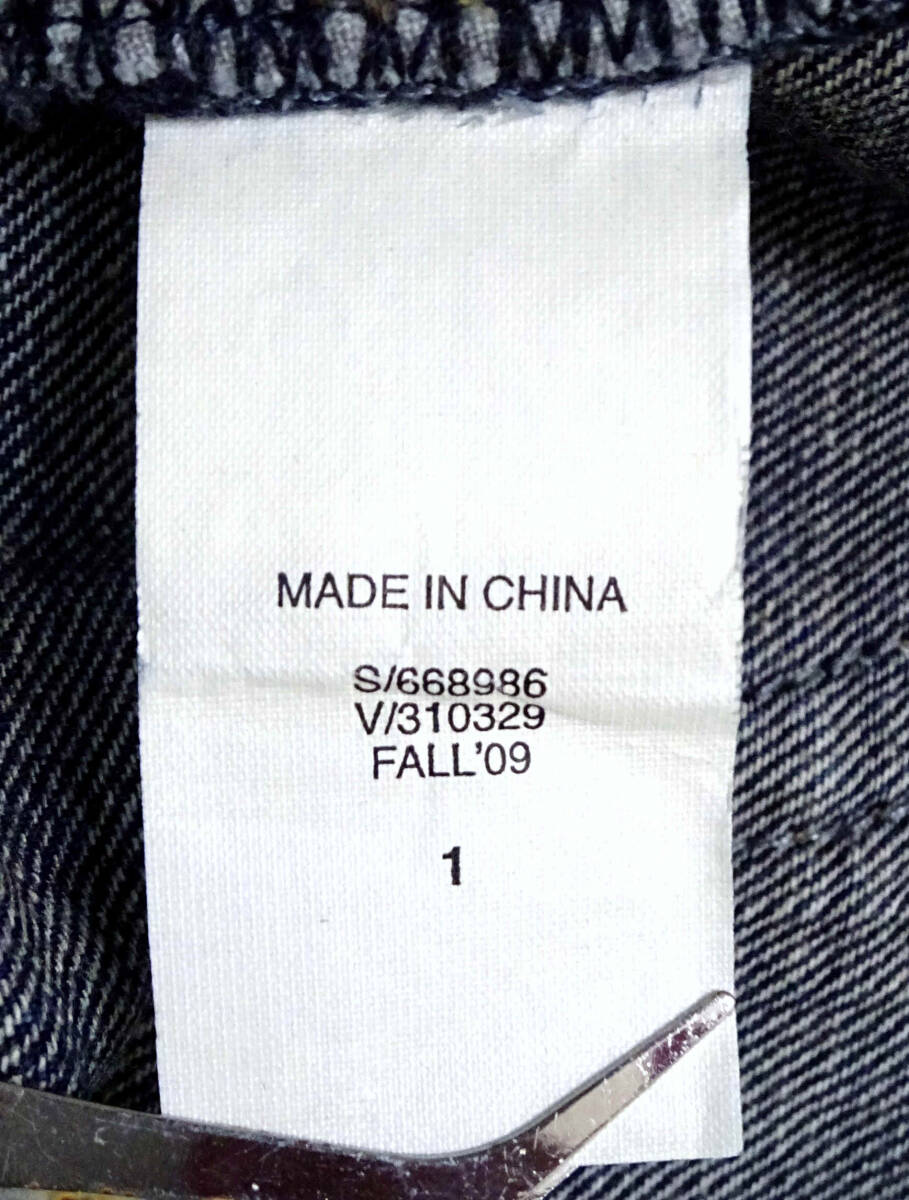 MADE IN CHINA
S/668986
V/310329
FALL'09
1